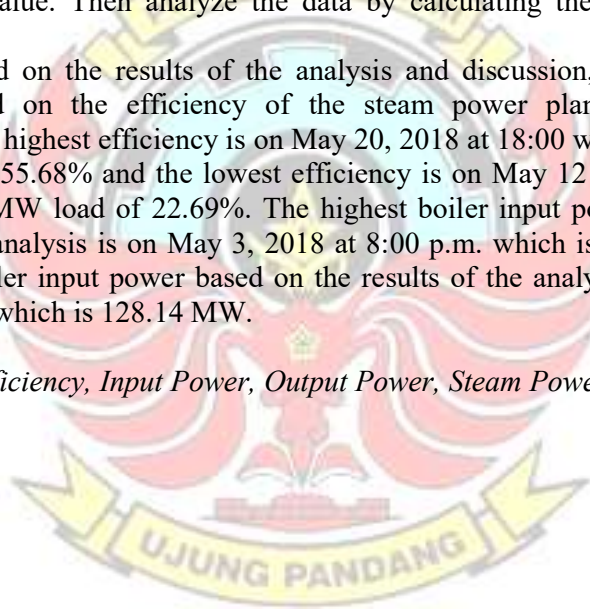 alue. Then analyze the data by calculating the
d on the results of the analysis and discussion,
d on the efficiency of the steam power plan
highest efficiency is on May 20, 2018 at 18:00 w
55.68% and the lowest efficiency is on May 12
MW load of 22.69%. The highest boiler input po
analysis is on May 3, 2018 at 8:00 p.m. which is
ler input power based on the results of the analy
which is 128.14 MW.
ficiency, Input Power, Output Power, Steam Powe
UJUNG PANDANG